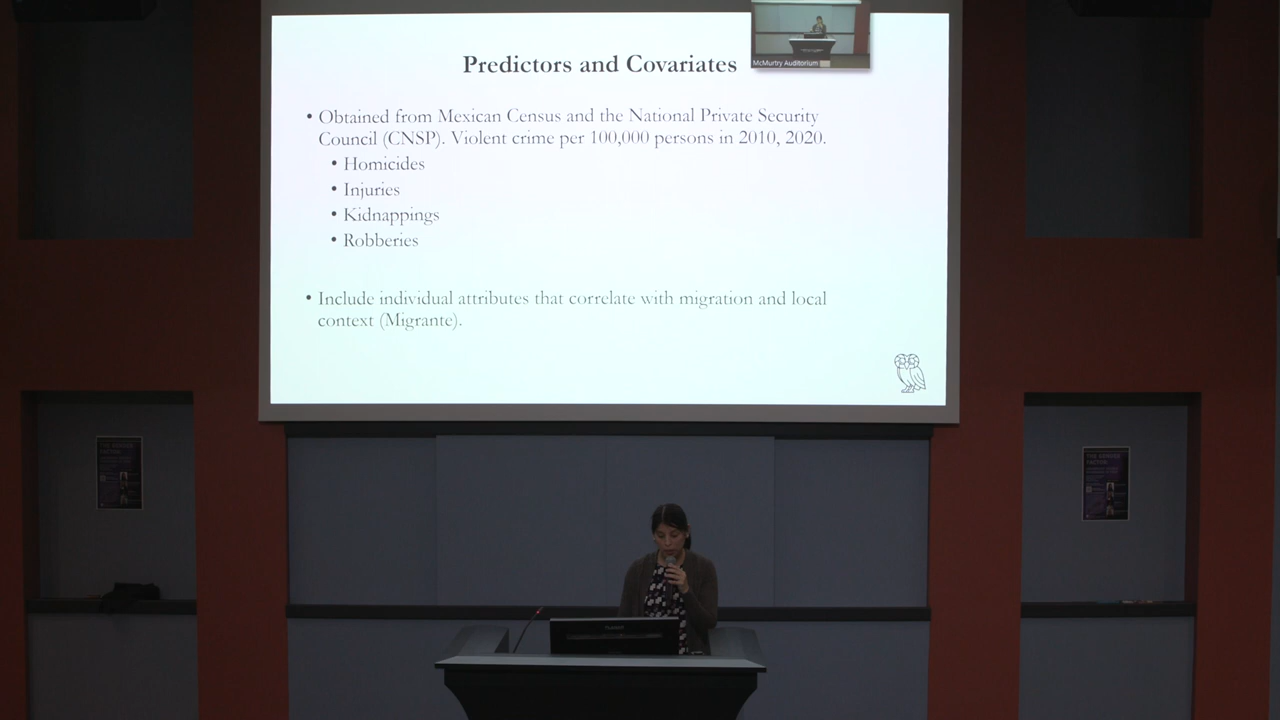 Predictors and Covariates
McMurtry Auditorium
• Obtained from Mexican Census and the National Private Security
Council (CNSP). Violent crime per 100,000 persons in 2010, 2020.
• Homicides
• Injuries
• Kidnappings
• Robberies
• Include individual attributes that correlate with migration and local
context (Migrante).